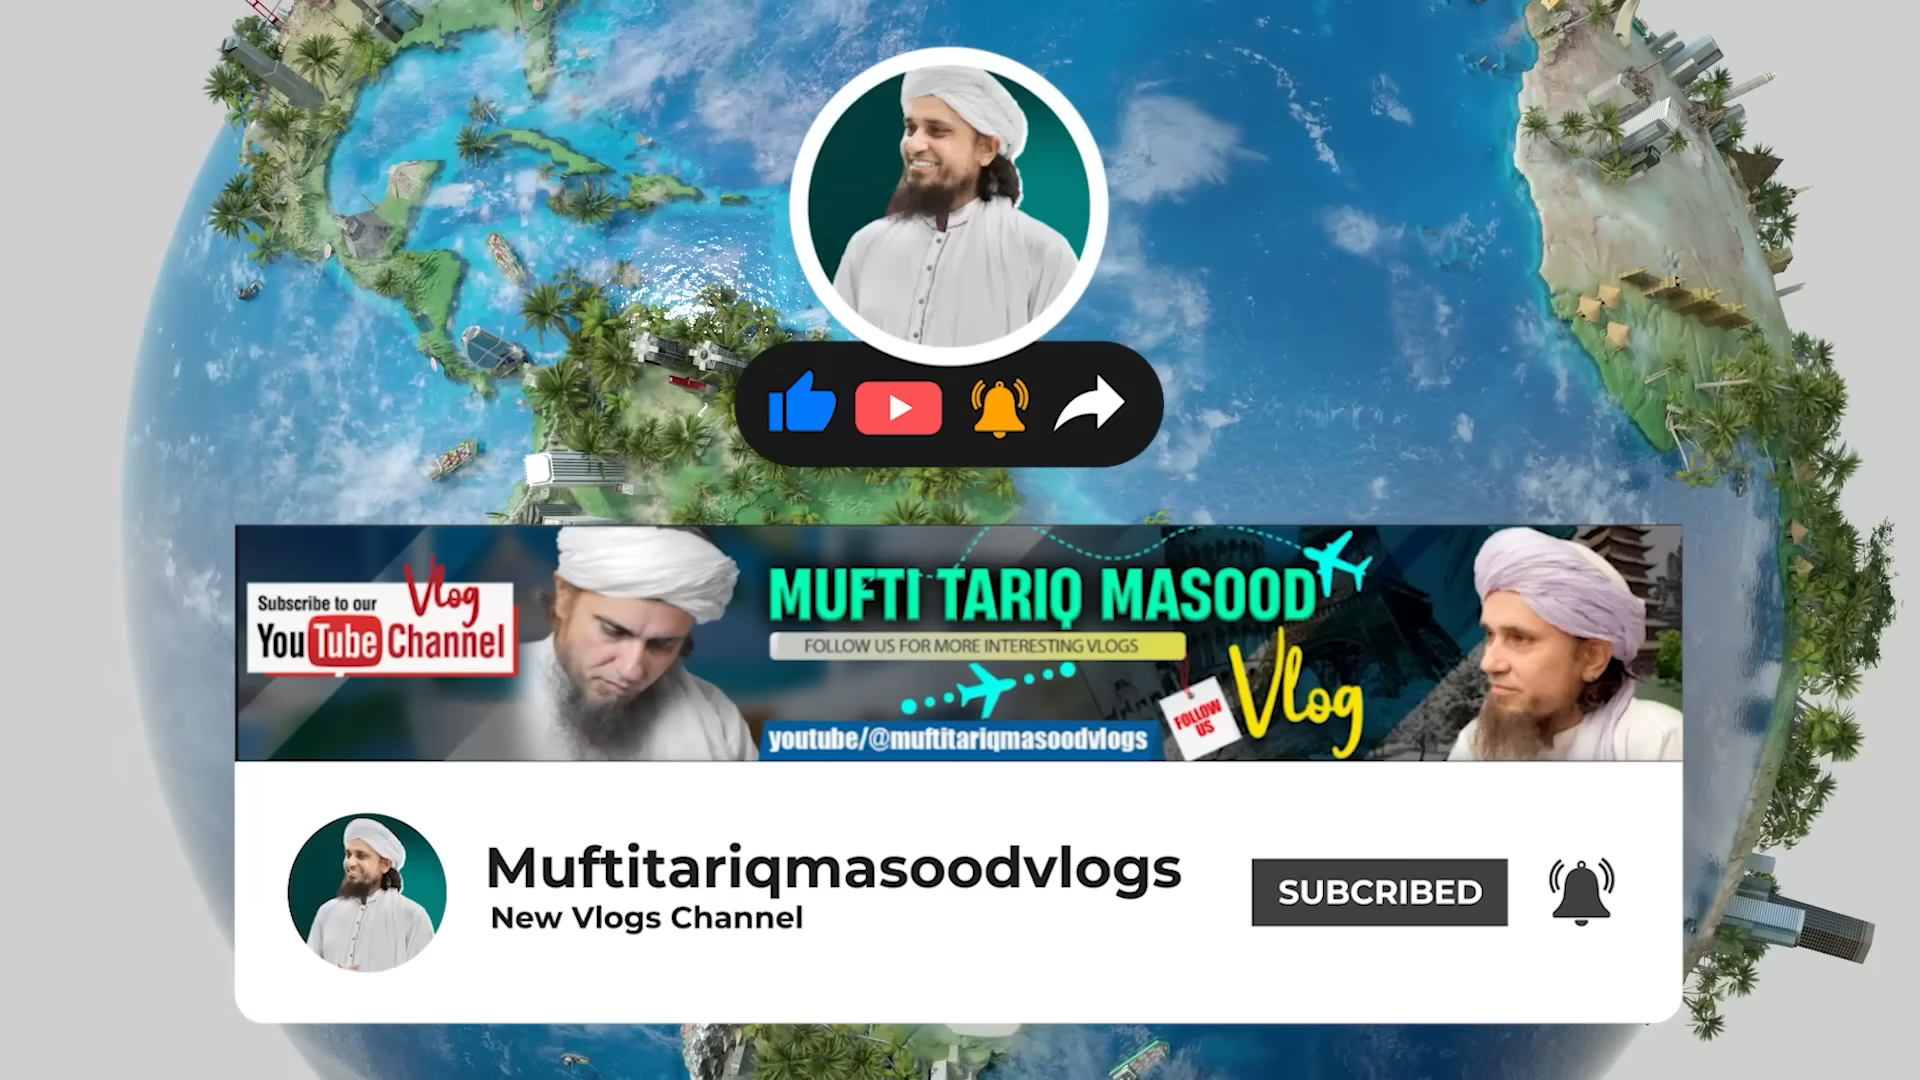 Subscribe to our
Vlog
YouTube Channel
MUFTI TARIQ MASOOD
FOLLOW US FOR MORE INTERESTING VLOGS
Vlog
FOLLOW
US
youtube/@muftitariqmasoodvlogs
Muftitariqmasoodvlogs
New Vlogs Channel
SUBCRIBED